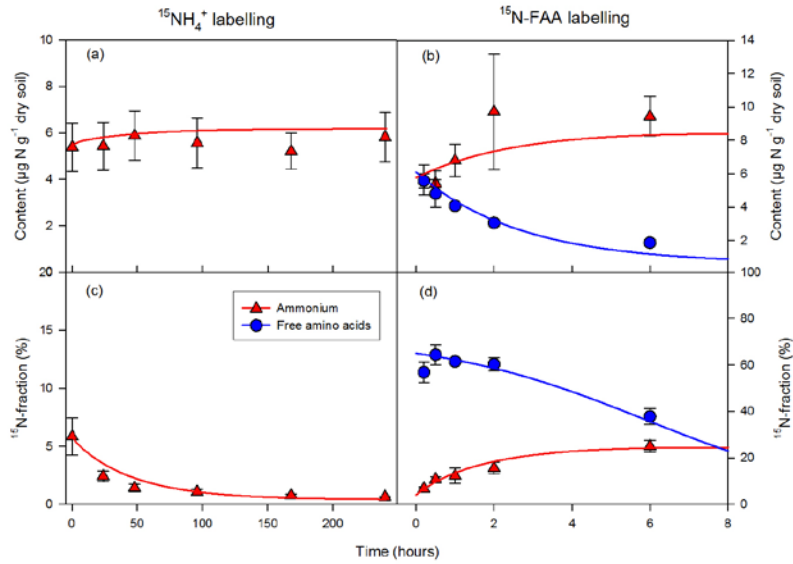 ¹⁵NH₄⁺ labelling
¹⁵N-FAA labelling
10
8
6
4
2
20
Content (µg N g⁻¹ dry soil)
(a)
(b)
14
12
10
8
6
4
2
100
Content (µg N g⁻¹ dry soil)
15
10
5
0
¹⁵N-fraction (%)
(c)
Ammonium
Free amino acids
(d)
80
60
40
20
0
¹⁵N-fraction (%)
0 50 100 150 200
0 2 4 6 8
Time (hours)